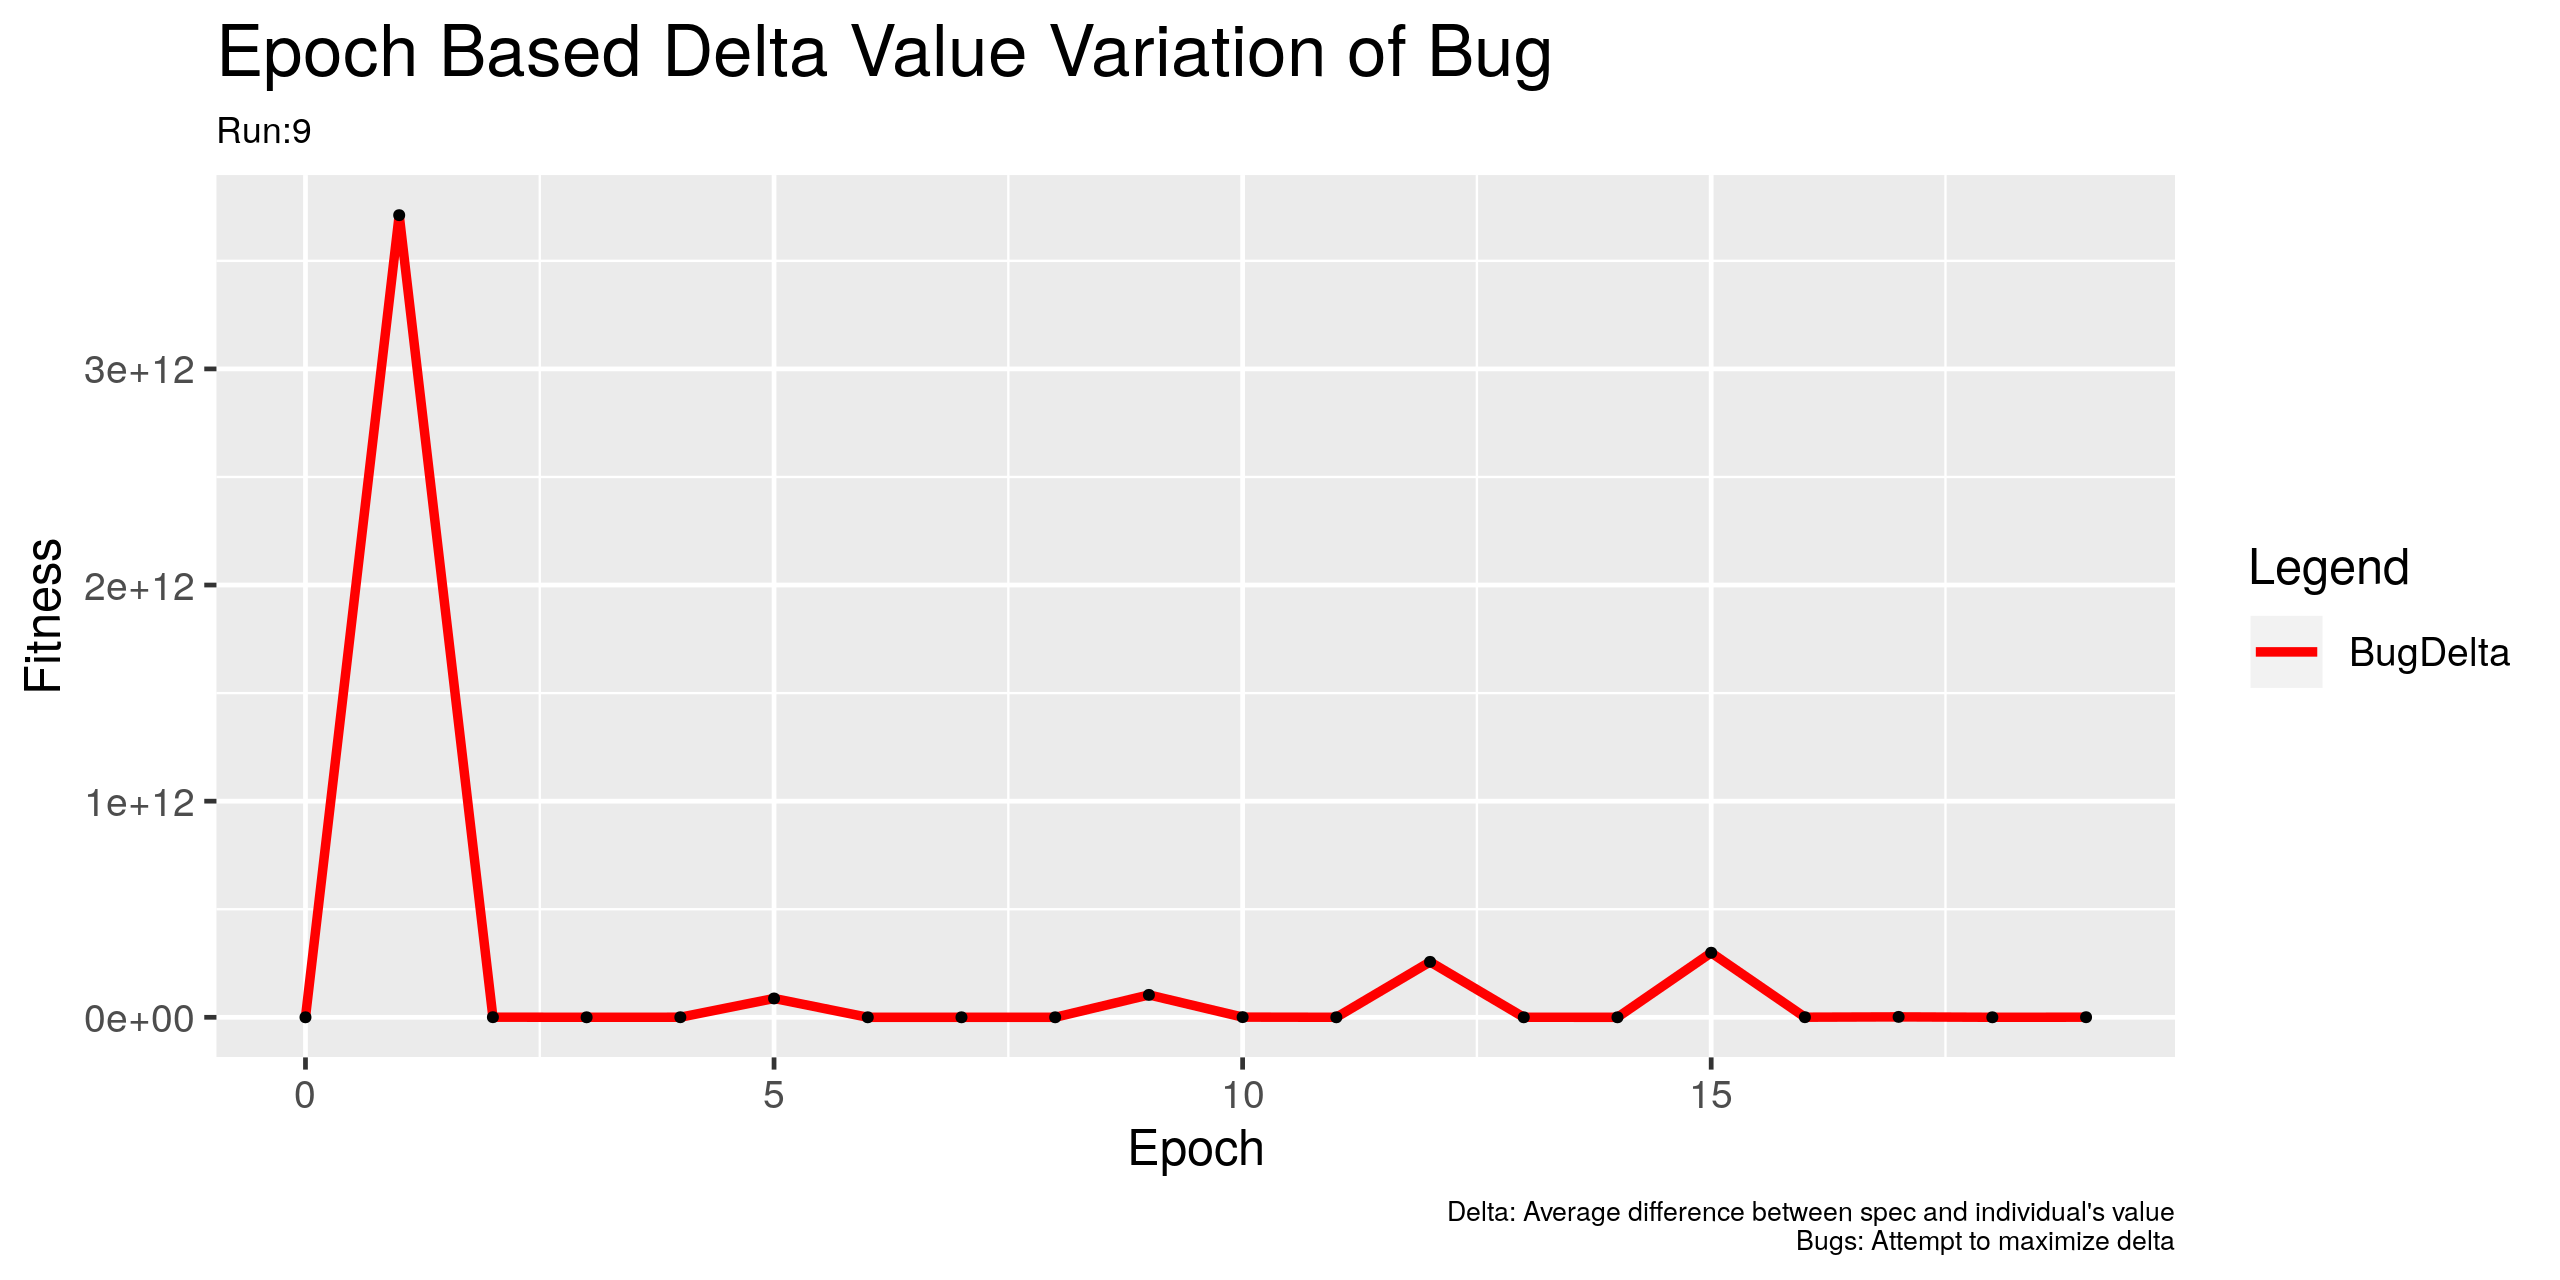 Epoch Based Delta Value Variation of Bug
Run:9
Fitness
3e+12
2e+12
1e+12
0e+00
0
5
10
15
Epoch
Legend
BugDelta
Delta: Average difference between spec and individual's value
Bugs: Attempt to maximize delta